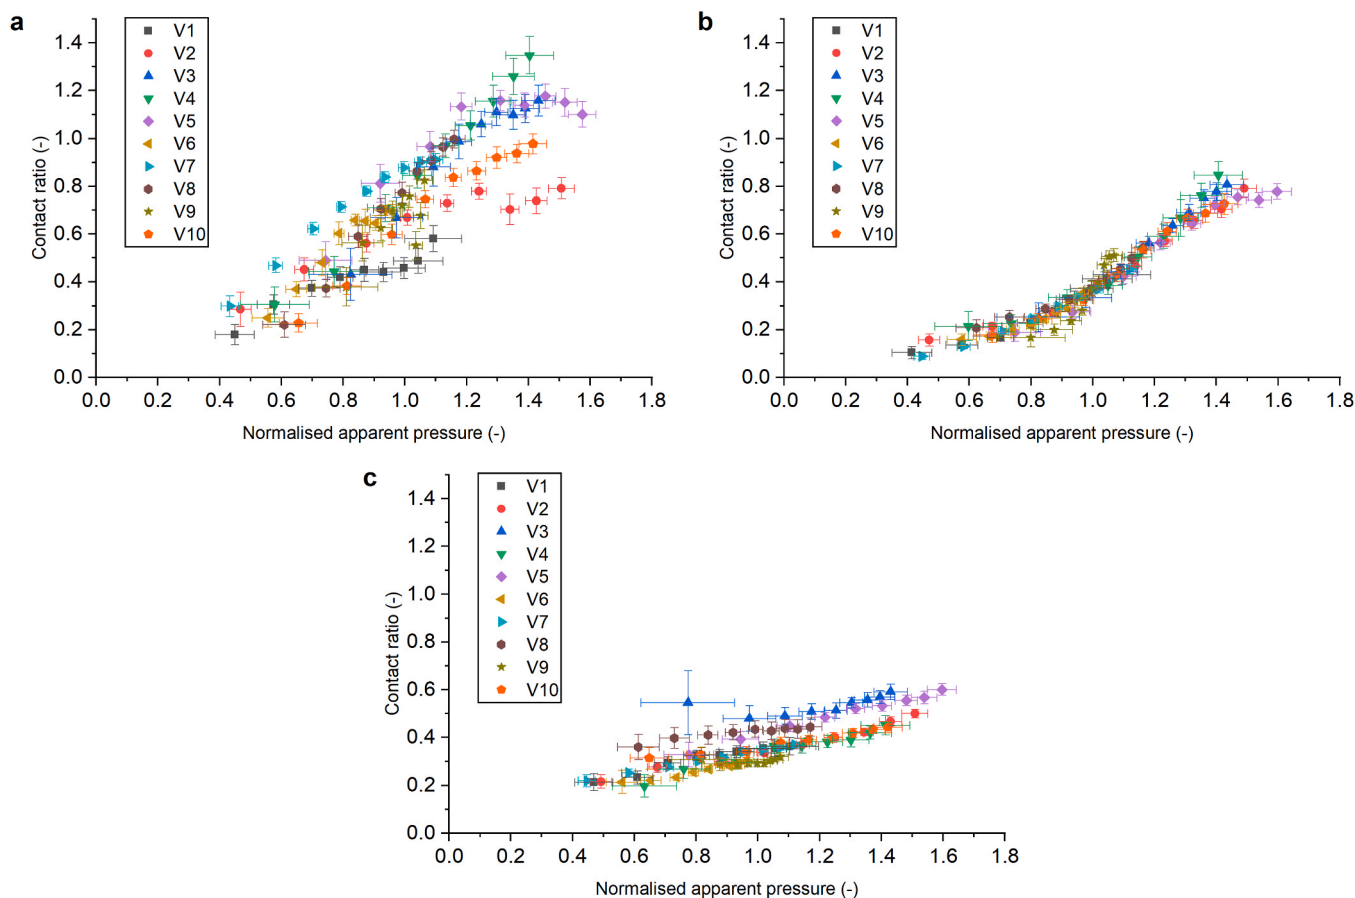 a
V1
V2
V3
V4
V5
V6
V7
V8
V9
V10
Contact ratio (-)
1.4
1.2
1.0
0.8
0.6
0.4
0.2
0.0
0.0 0.2 0.4 0.6 0.8 1.0 1.2 1.4 1.6 1.8
Normalised apparent pressure (-)
b
V1
V2
V3
V4
V5
V6
V7
V8
V9
V10
Contact ratio (-)
1.4
1.2
1.0
0.8
0.6
0.4
0.2
0.0
0.0 0.2 0.4 0.6 0.8 1.0 1.2 1.4 1.6 1.8
Normalised apparent pressure (-)
c
V1
V2
V3
V4
V5
V6
V7
V8
V9
V10
Contact ratio (-)
1.4
1.2
1.0
0.8
0.6
0.4
0.2
0.0
0.0 0.2 0.4 0.6 0.8 1.0 1.2 1.4 1.6 1.8
Normalised apparent pressure (-)